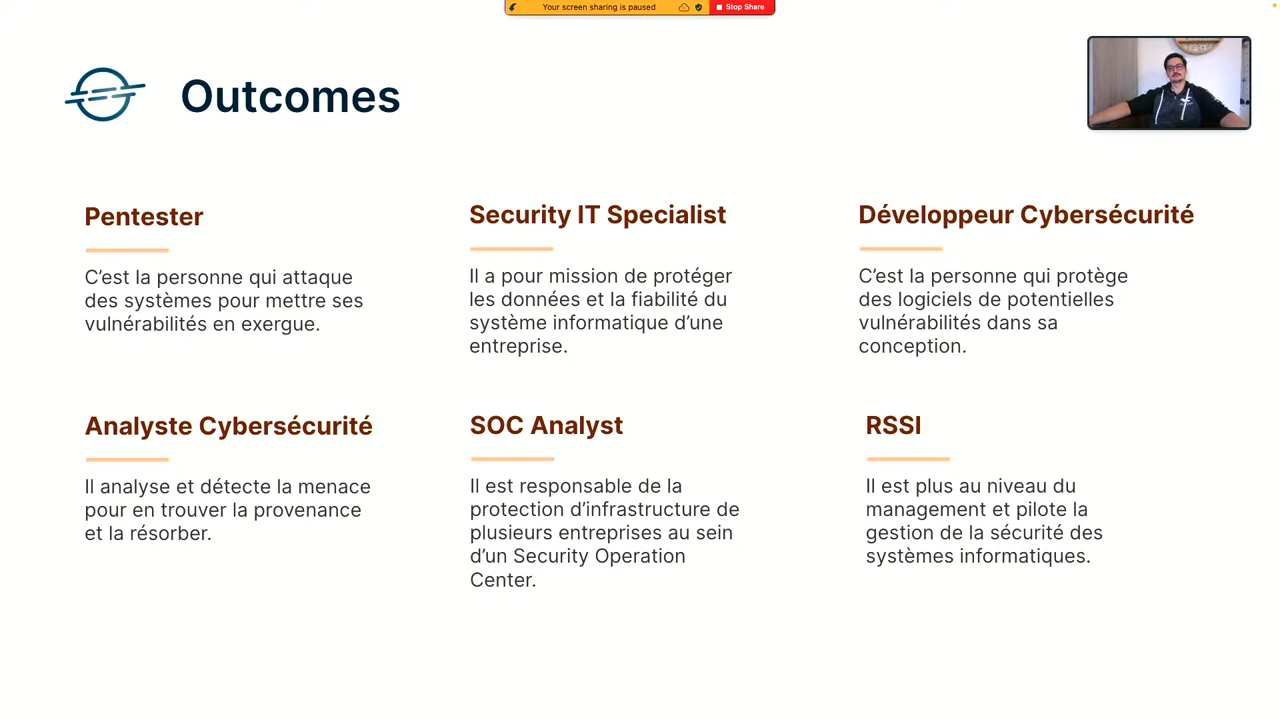 Your screen sharing is paused
Stop Share
Outcomes
Pentester
C’est la personne qui attaque
des systèmes pour mettre ses
vulnérabilités en exergue.
Security IT Specialist
Il a pour mission de protéger
les données et la fiabilité du
système informatique d’une
entreprise.
Développeur Cybersécurité
C’est la personne qui protège
des logiciels de potentielles
vulnérabilités dans sa
conception.
Analyste Cybersécurité
Il analyse et détecte la menace
pour en trouver la provenance
et la résorber.
SOC Analyst
Il est responsable de la
protection d’infrastructure de
plusieurs entreprises au sein
d’un Security Operation
Center.
RSSI
Il est plus au niveau du
management et pilote la
gestion de la sécurité des
systèmes informatiques.